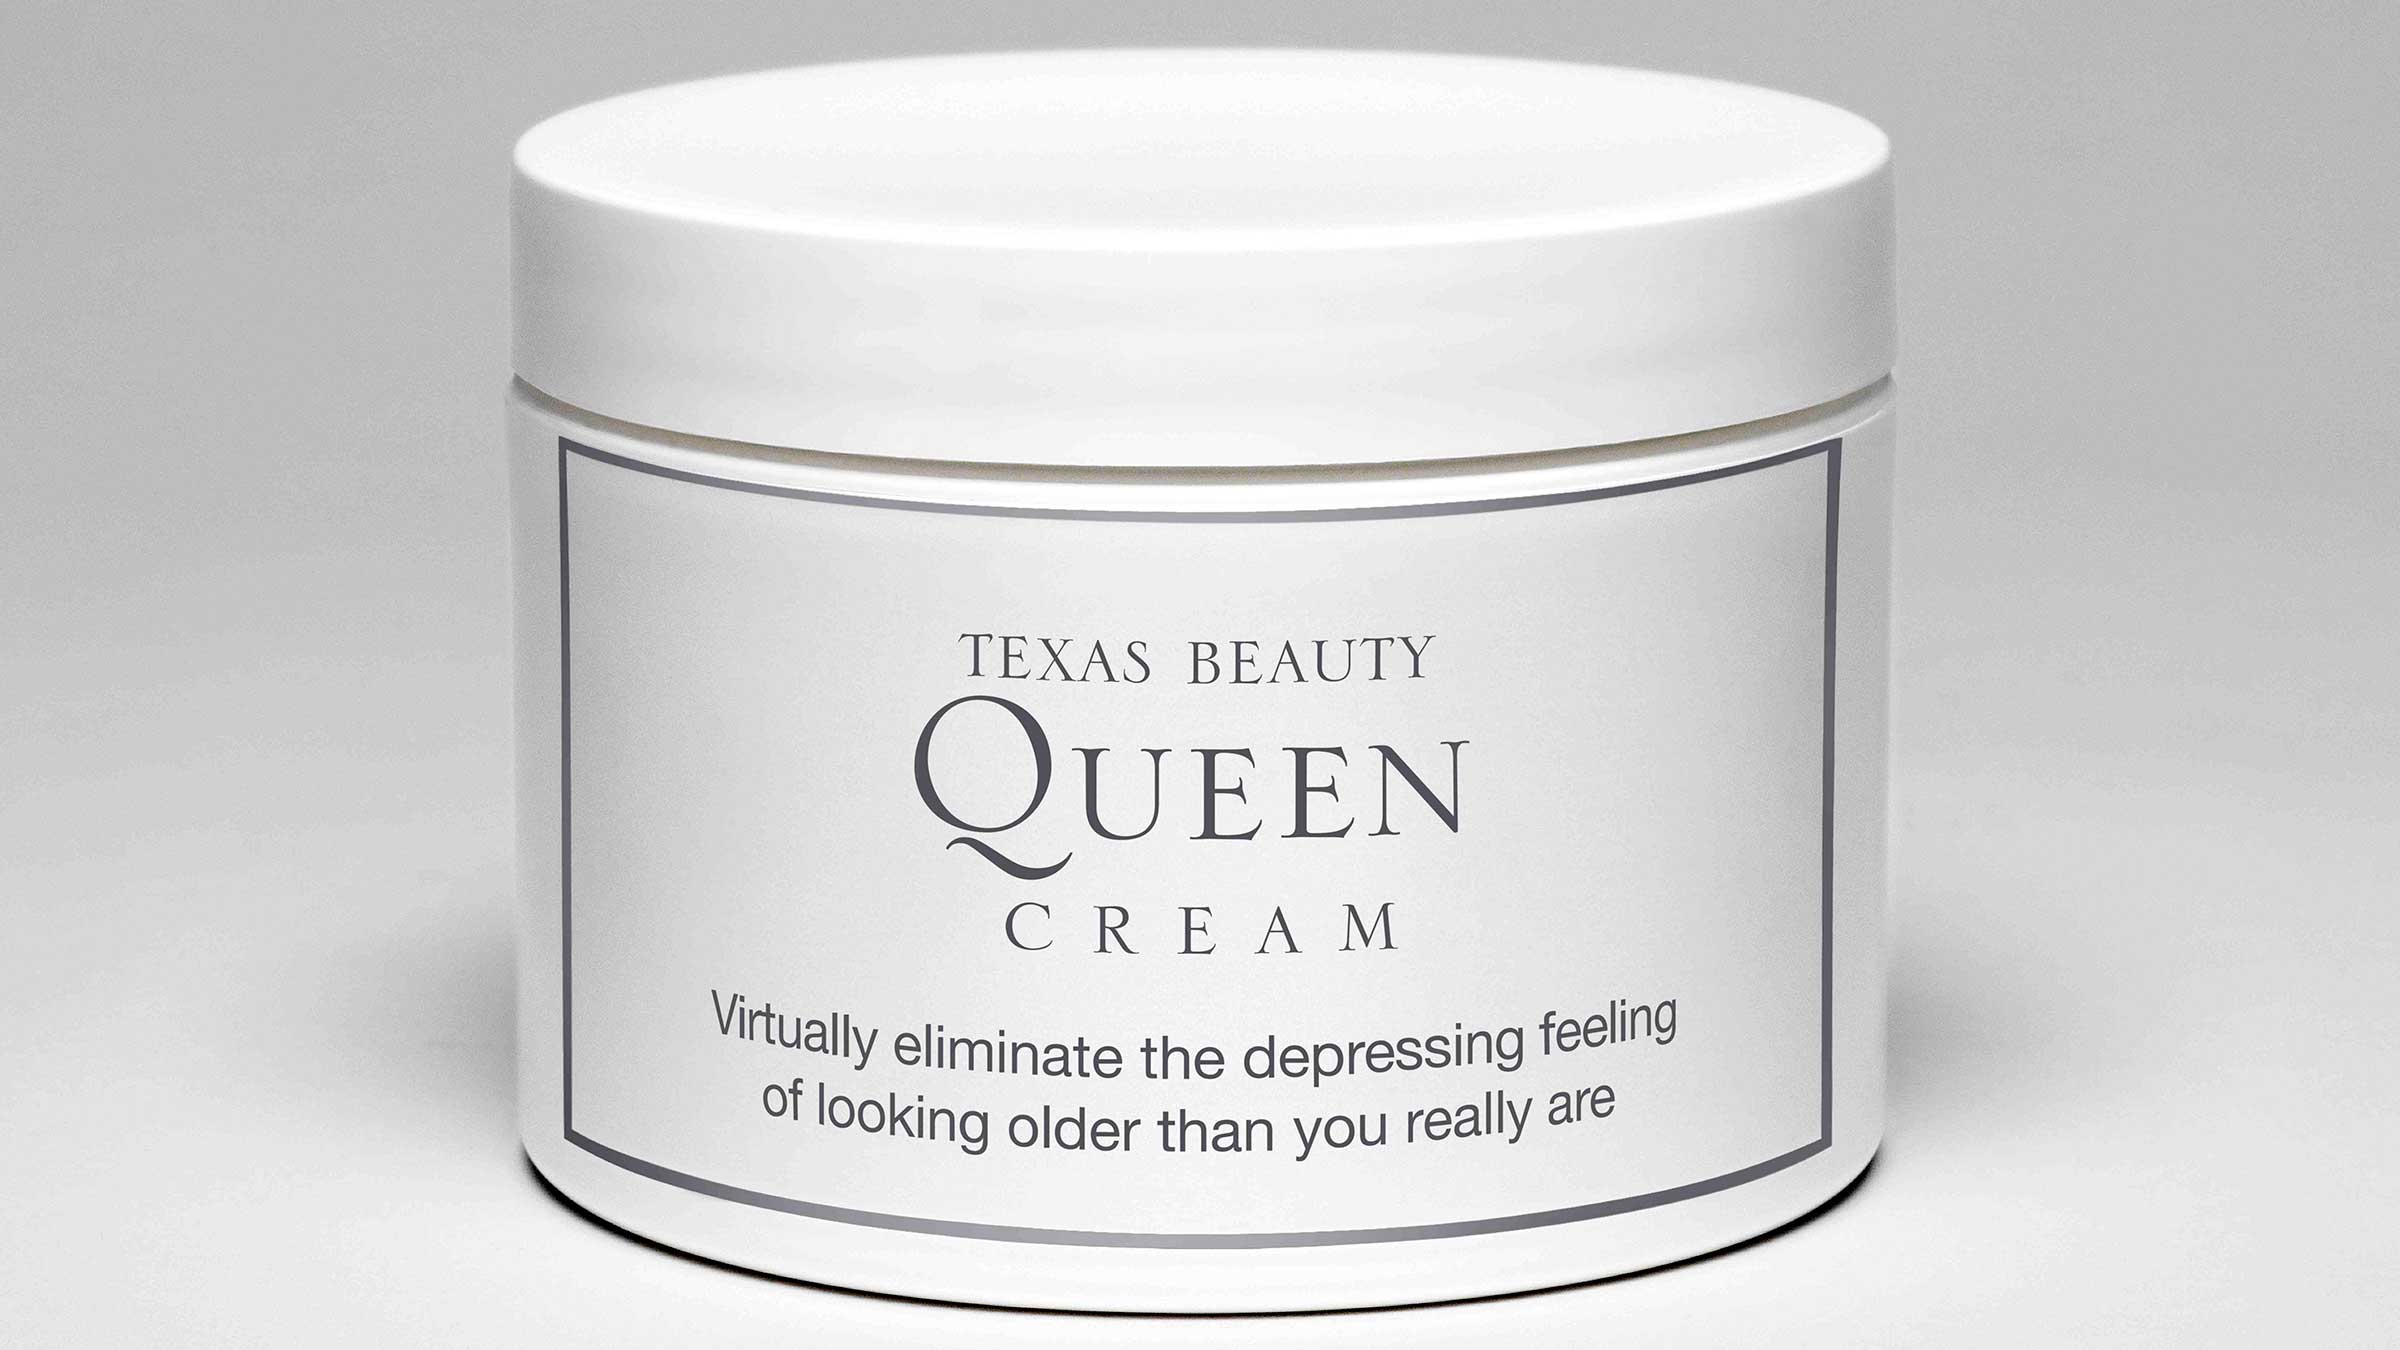 TEXAS BEAUTY
QUEEN
CREAM
Virtually eliminate the depressing feeling
of looking older than you really are